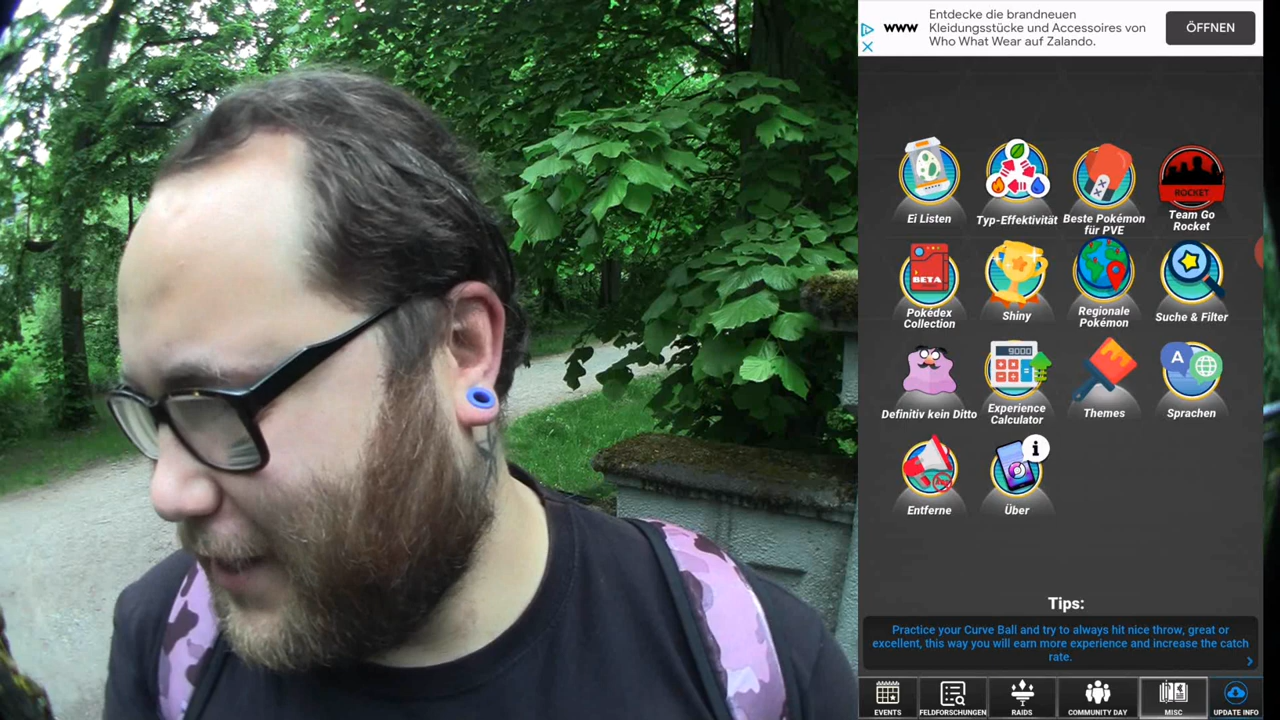 www
Entdecke die brandneuen
Kleidungsstücke und Accessoires von
Who What Wear auf Zalando.
ÖFFNEN
Ei Listen
Typ-Effektivität
Beste Pokémon
für PVE
ROCKET
Team Go
Rocket
BETA
Pokédex
Collection
Shiny
Regionale
Pokémon
Suche & Filter
Definitiv kein Ditto
9000
Experience
Calculator
Themes
A
Sprachen
Entferne
i
Über
Tips:
Practice your Curve Ball and try to always hit nice throw, great or
excellent, this way you will earn more experience and increase the catch
rate.
EVENTS
FELDFORSCHUNGEN
RAIDS
COMMUNITY DAY
MISC
UPDATE INFO